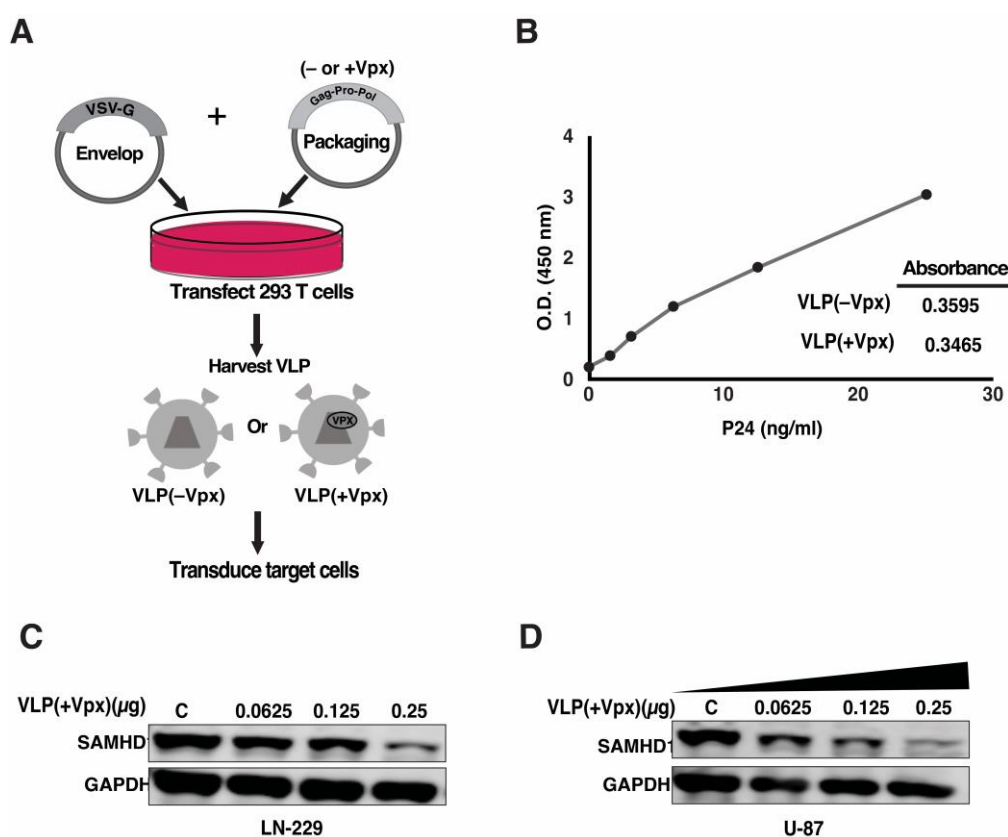 A
(– or +Vpx)
VSV-G
+
Gag-Pro-Pol
Envelop
Packaging
Transfect 293 T cells
Harvest VLP
VPX
Or
VLP(–Vpx)
VLP(+Vpx)
Transduce target cells
B
4
3
2
1
0
O.D. (450 nm)
0
10
20
30
P24 (ng/ml)
Absorbance
VLP(–Vpx) 0.3595
VLP(+Vpx) 0.3465
C
VLP(+Vpx)(µg) C 0.0625 0.125 0.25
SAMHD1
GAPDH
LN-229
D
VLP(+Vpx)(µg) C 0.0625 0.125 0.25
SAMHD1
GAPDH
U-87